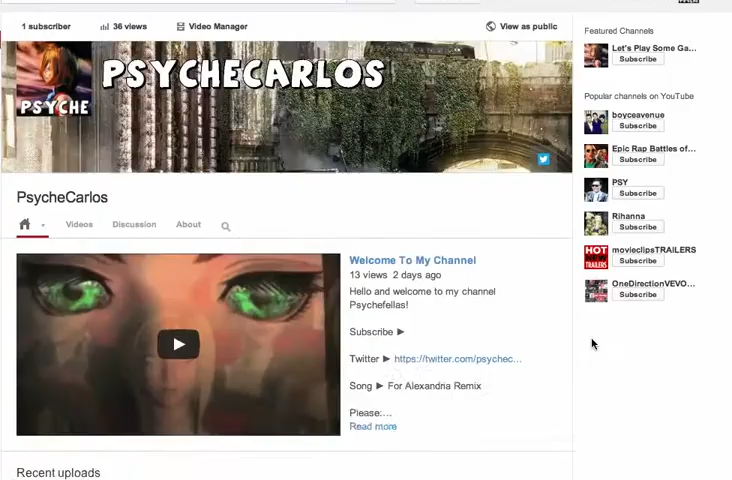 1 subscriber
36 views
Video Manager
View as public
PSYCHE
PSYCHECARLOS
PsycheCarlos
Videos
Discussion
About
Welcome To My Channel
13 views 2 days ago
Hello and welcome to my channel
Psychefellas!
Subscribe ►
Twitter ► https://twitter.com/psychec...
Song ► For Alexandria Remix
Please:...
Read more
Recent uploads
Featured Channels
Let's Play Some Ga...
Subscribe
Popular channels on YouTube
boyceavenue
Subscribe
Epic Rap Battles of...
Subscribe
PSY
Subscribe
Rihanna
Subscribe
HOT
TRAILERS
movieclipsTRAILERS
Subscribe
OneDirectionVEVO...
Subscribe